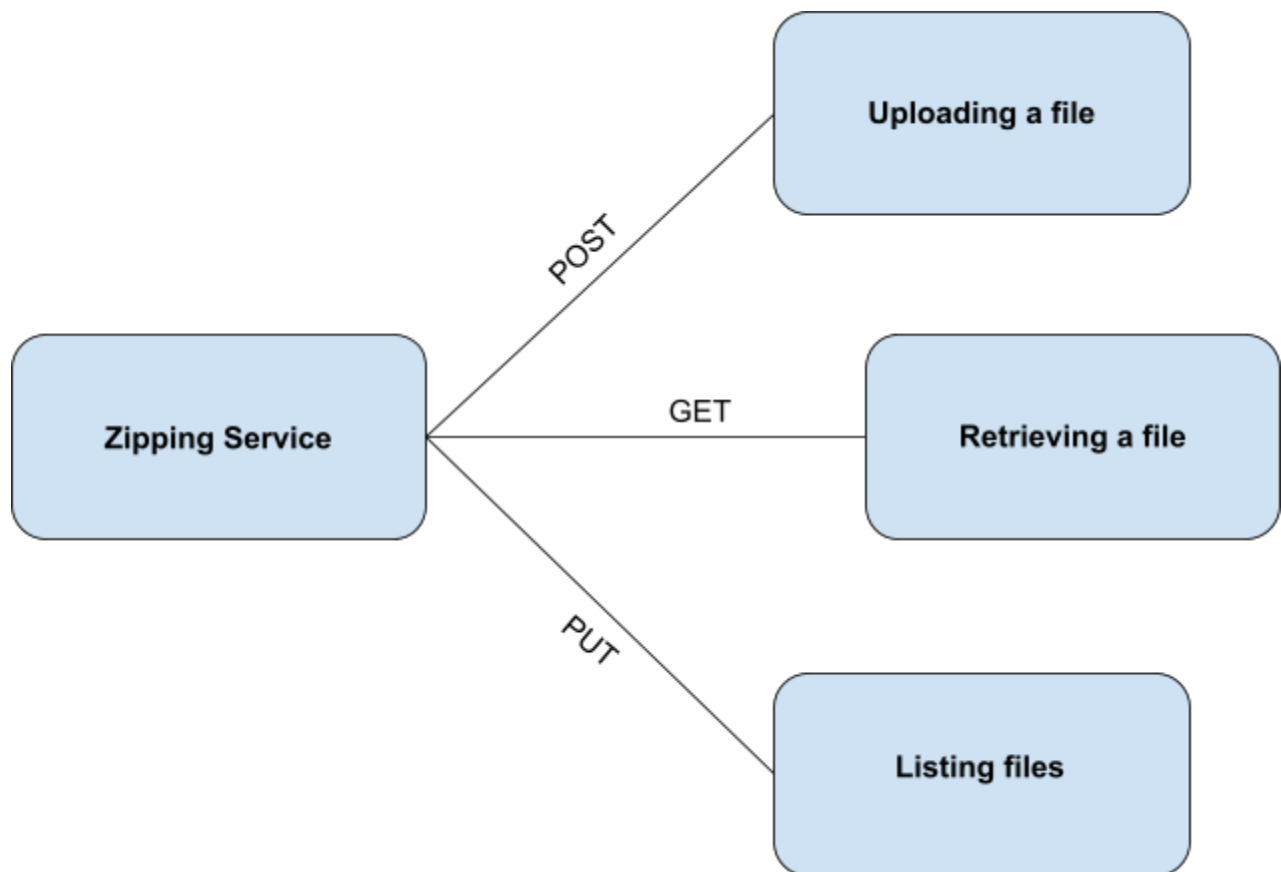 Uploading a file
POST
Zipping Service
GET
Retrieving a file
PUT
Listing files